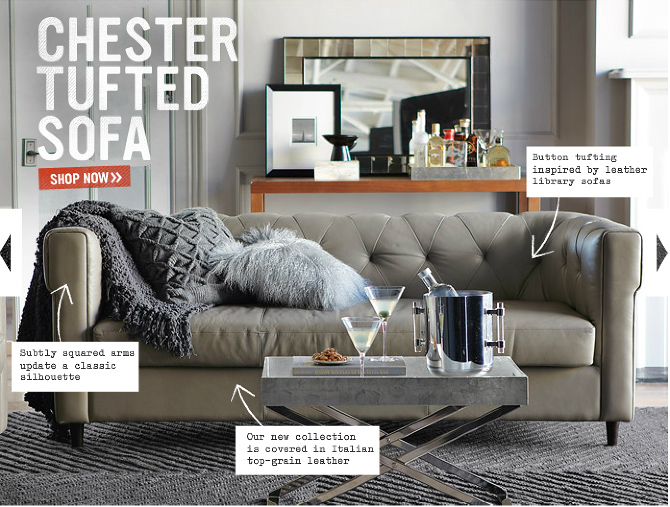 CHESTER
TUFTED
SOFA
SHOP NOW >>
Button tufting
inspired by leather
library sofas
Subtly squared arms
update a classic
silhouette
Our new collection
is covered in Italian
top-grain leather